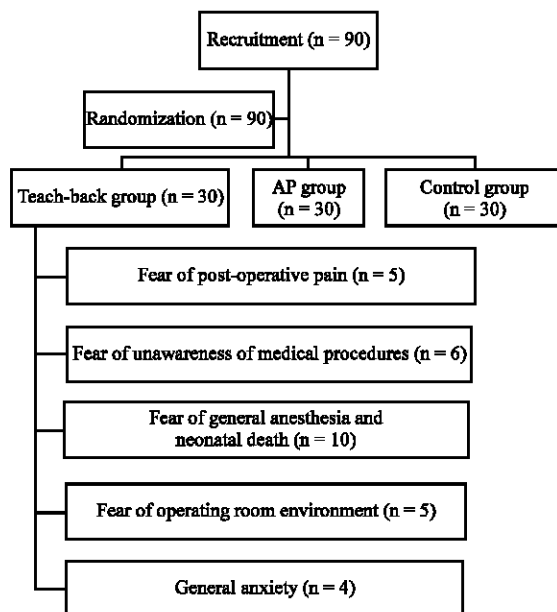 Recruitment (n = 90)
Randomization (n = 90)
Teach-back group (n = 30)
AP group
(n = 30)
Control group
(n = 30)
Fear of post-operative pain (n = 5)
Fear of unawareness of medical procedures (n = 6)
Fear of general anesthesia and
neonatal death (n = 10)
Fear of operating room environment (n = 5)
General anxiety (n = 4)